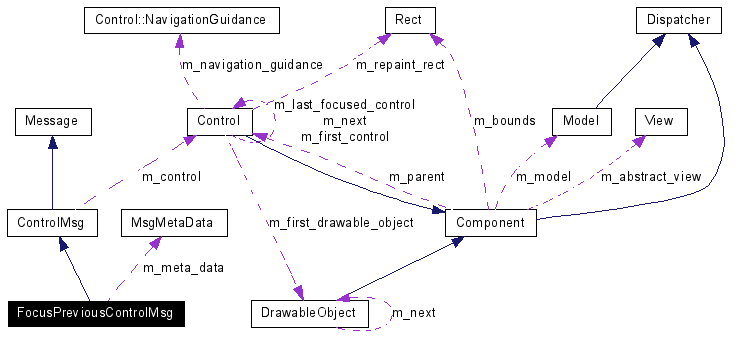 Control::NavigationGuidance
Rect
Dispatcher
m_navigation_guidance
m_repaint_rect
m_last_focused_control
m_next
m_first_control
m_bounds
Message
Control
Model
View
m_control
m_parent
m_model
m_abstract_view
ControlMsg
MsgMetaData
m_first_drawable_object
Component
m_meta_data
FocusPreviousControlMsg
DrawableObject
m_next